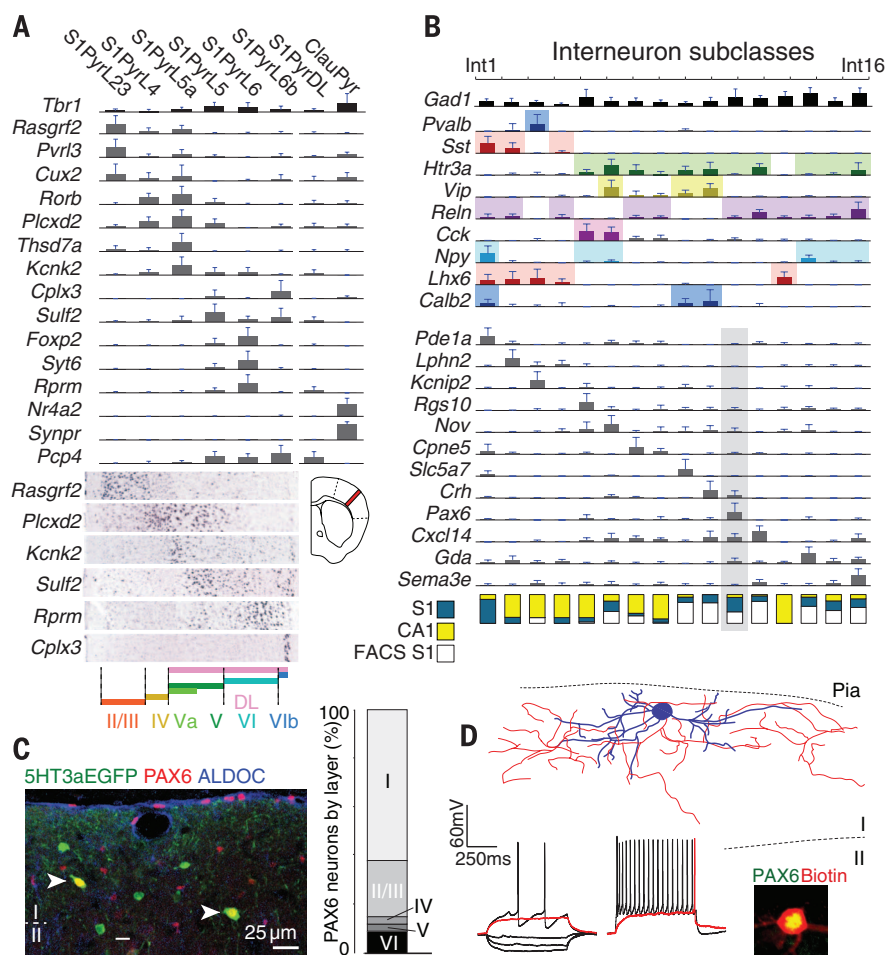 A
S1PyrL23
S1PyrL4
S1PyrL5a
S1PyrL5
S1PyrL6
S1PyrL6b
S1PyrDL
ClauPyr
Tbr1
Rasgrf2
Pvrl3
Cux2
Rorb
Plcxd2
Thsd7a
Kcnk2
Cplx3
Sulf2
Foxp2
Syt6
Rprm
Nr4a2
Synpr
Pcp4
Rasgrf2
Plcxd2
Kcnk2
Sulf2
Rprm
Cplx3
DL
II/III IV Va V VI VIb
B
Int1 Interneuron subclasses Int16
Gad1
Pvalb
Sst
Htr3a
Vip
Reln
Cck
Npy
Lhx6
Calb2
Pde1a
Lphn2
Kcnip2
Rgs10
Nov
Cpne5
Slc5a7
Crh
Pax6
Cxcl14
Gda
Sema3e
S1
CA1
FACS S1
C
5HT3aEGFP PAX6 ALDOC
I
II
25 µm
PAX6 neurons by layer (%)
100
0
I
II/III
IV
V
VI
D
Pia
I
II
60mV
250ms
PAX6Biotin